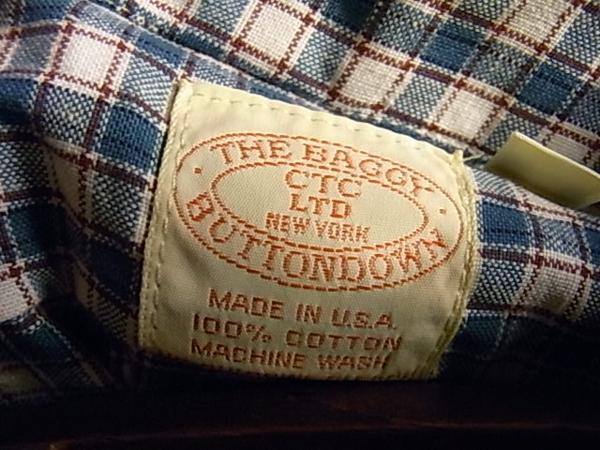 THE BAGGY
CTC
LTD
NEW YORK
BUTTONDOWN
MADE IN U.S.A.
100% COTTON
MACHINE WASH